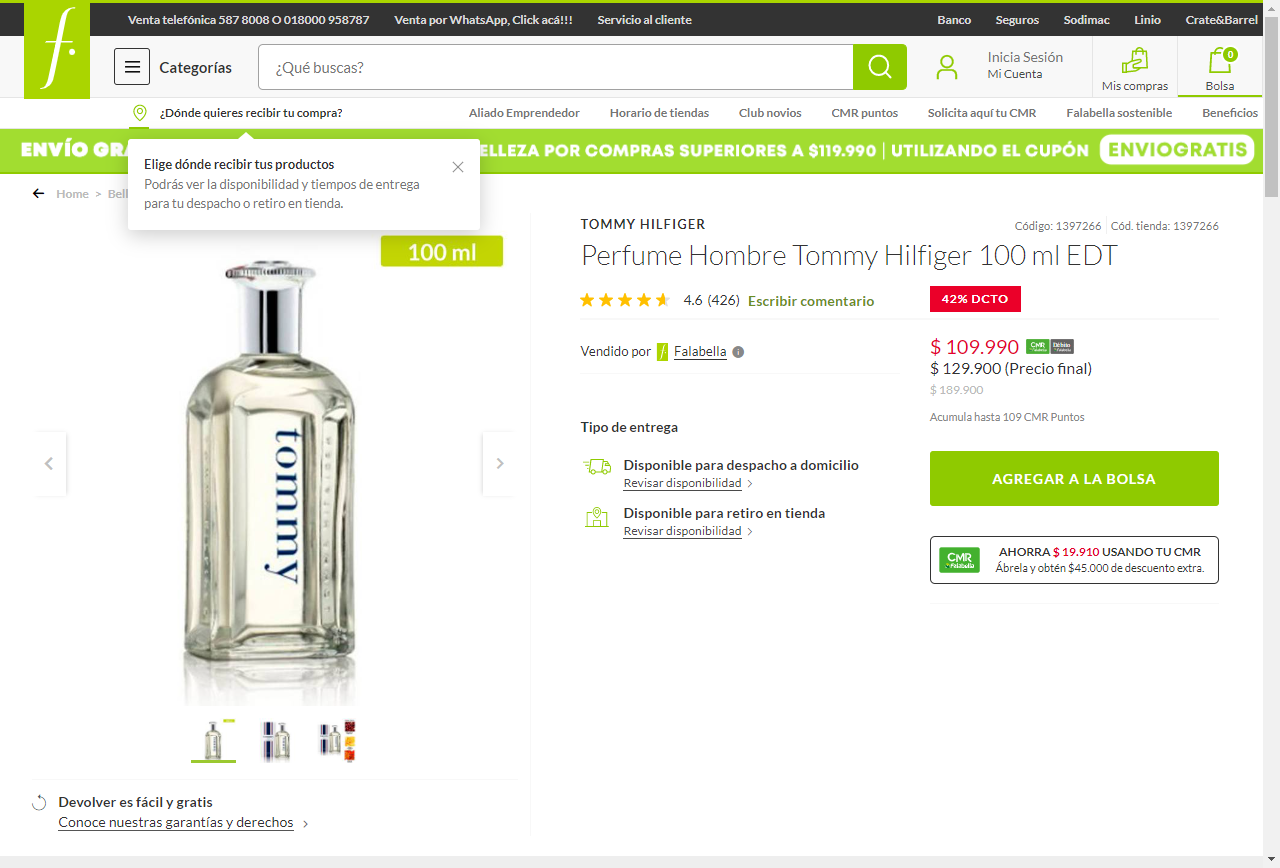 Venta telefónica 587 8008 O 018000 958787
Venta por WhatsApp, Click acá!!!
Servicio al cliente
Banco
Seguros
Sodimac
Linio
Crate&Barrel
f.
Categorías
¿Qué buscas?
Inicia Sesión
Mi Cuenta
Mis compras
0
Bolsa
¿Dónde quieres recibir tu compra?
Aliado Emprendedor
Horario de tiendas
Club novios
CMR puntos
Solicita aquí tu CMR
Falabella sostenible
Beneficios
ENVÍO GRA
ELLEZA POR COMPRAS SUPERIORES A $119.990 | UTILIZANDO EL CUPÓN ENVIOGRATIS
Elige dónde recibir tus productos
Podrás ver la disponibilidad y tiempos de entrega
para tu despacho o retiro en tienda.
Home > Bell
100 ml
tommy
TOMMY HILFIGER
Código: 1397266 | Cód. tienda: 1397266
Perfume Hombre Tommy Hilfiger 100 ml EDT
4.6 (426) Escribir comentario
42% DCTO
Vendido por f. Falabella
$ 109.990 CMR Débito
$ 129.900 (Precio final)
$ 189.900
Acumula hasta 109 CMR Puntos
Tipo de entrega
Disponible para despacho a domicilio
Revisar disponibilidad >
Disponible para retiro en tienda
Revisar disponibilidad >
AGREGAR A LA BOLSA
CMR
Falabella
AHORRA $ 19.910 USANDO TU CMR
Ábrela y obtén $45.000 de descuento extra.
Devolver es fácil y gratis
Conoce nuestras garantías y derechos >